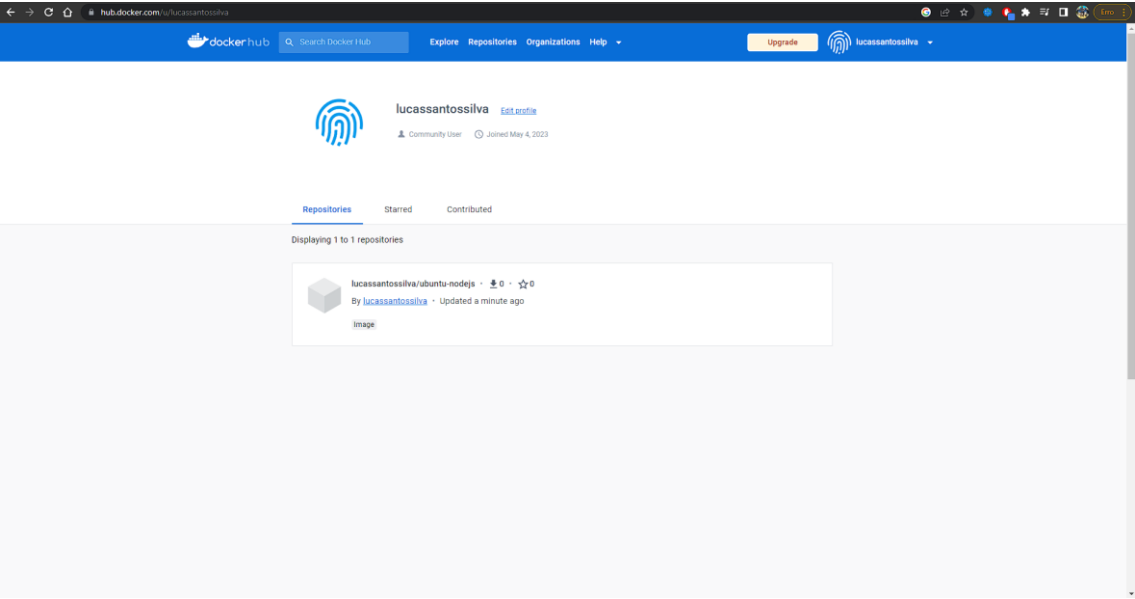 hub.docker.com/u/lucassantossilva
Erro
dockerhub
Search Docker Hub
Explore Repositories Organizations Help
Upgrade
lucassantossilva
lucassantossilva Edit profile
Community User Joined May 4, 2023
Repositories Starred Contributed
Displaying 1 to 1 repositories
lucassantossilva/ubuntu-nodejs · 0 · 0
By lucassantossilva · Updated a minute ago
Image